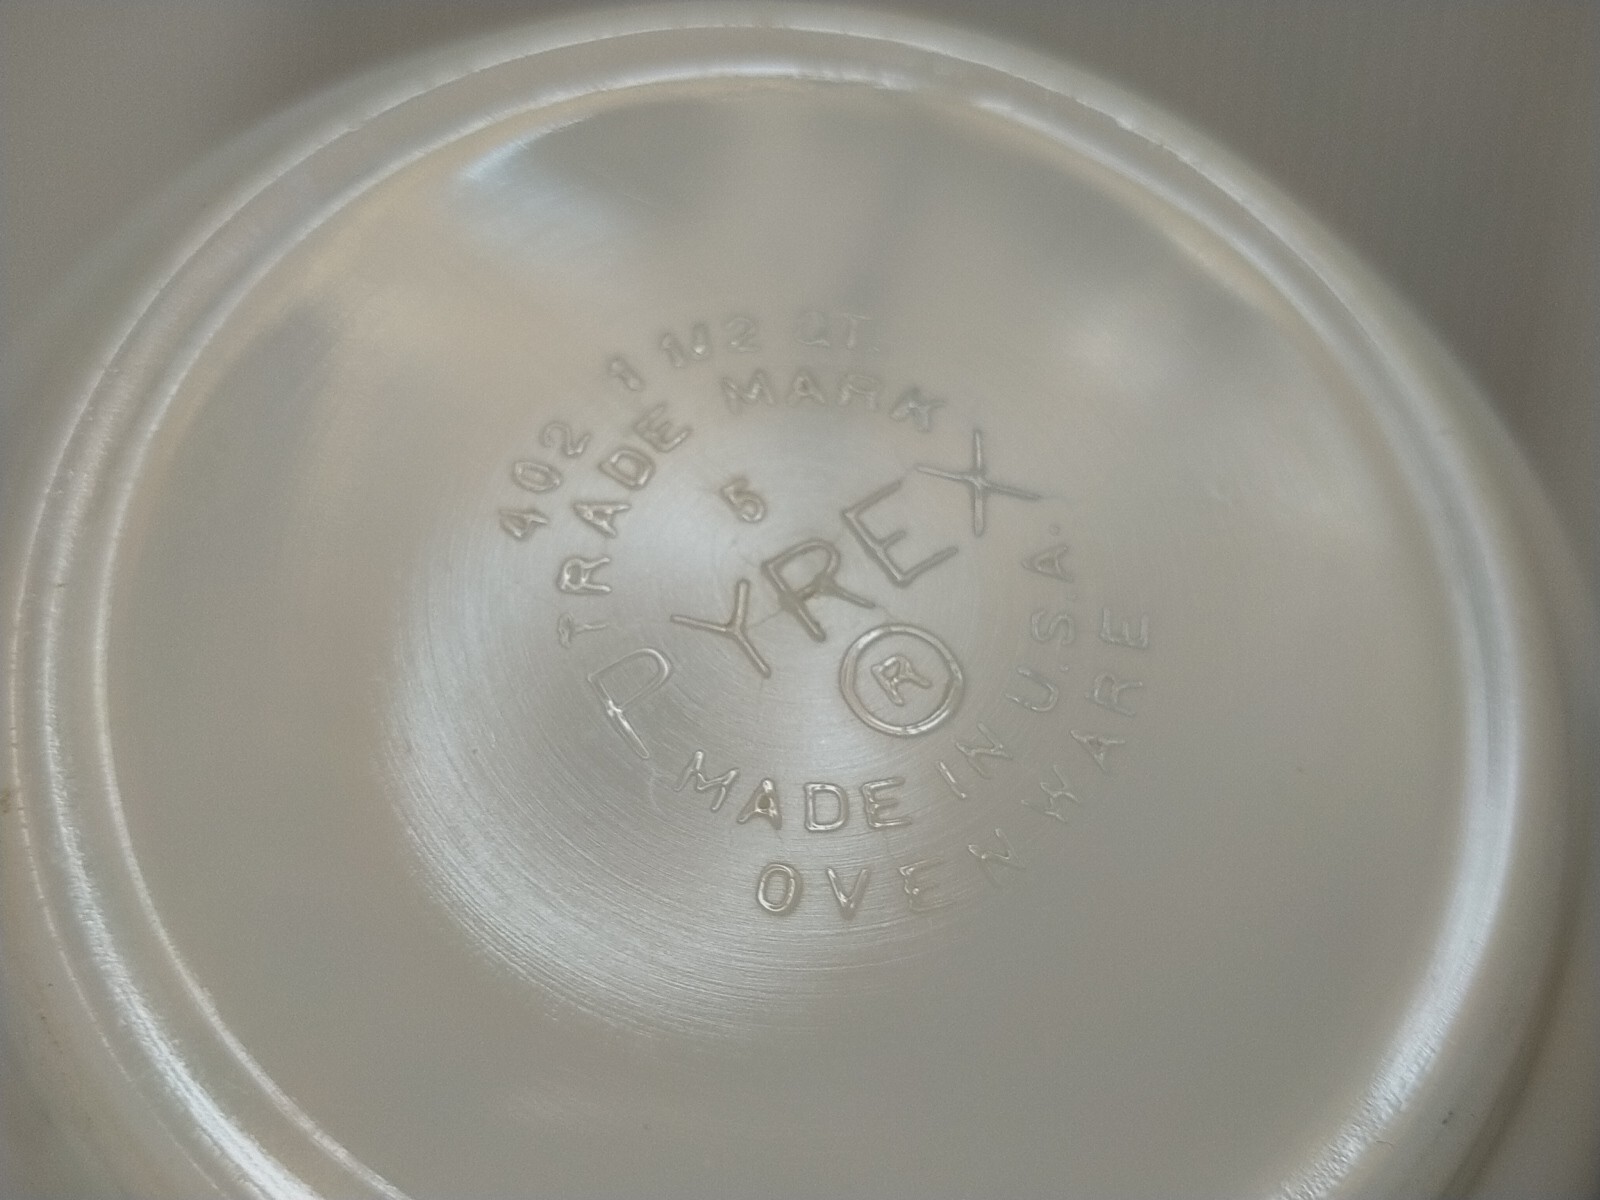 402 1 1/2 QT.
TRADE MARK
5
PYREX
®
MADE IN U.S.A.
OVEN WARE